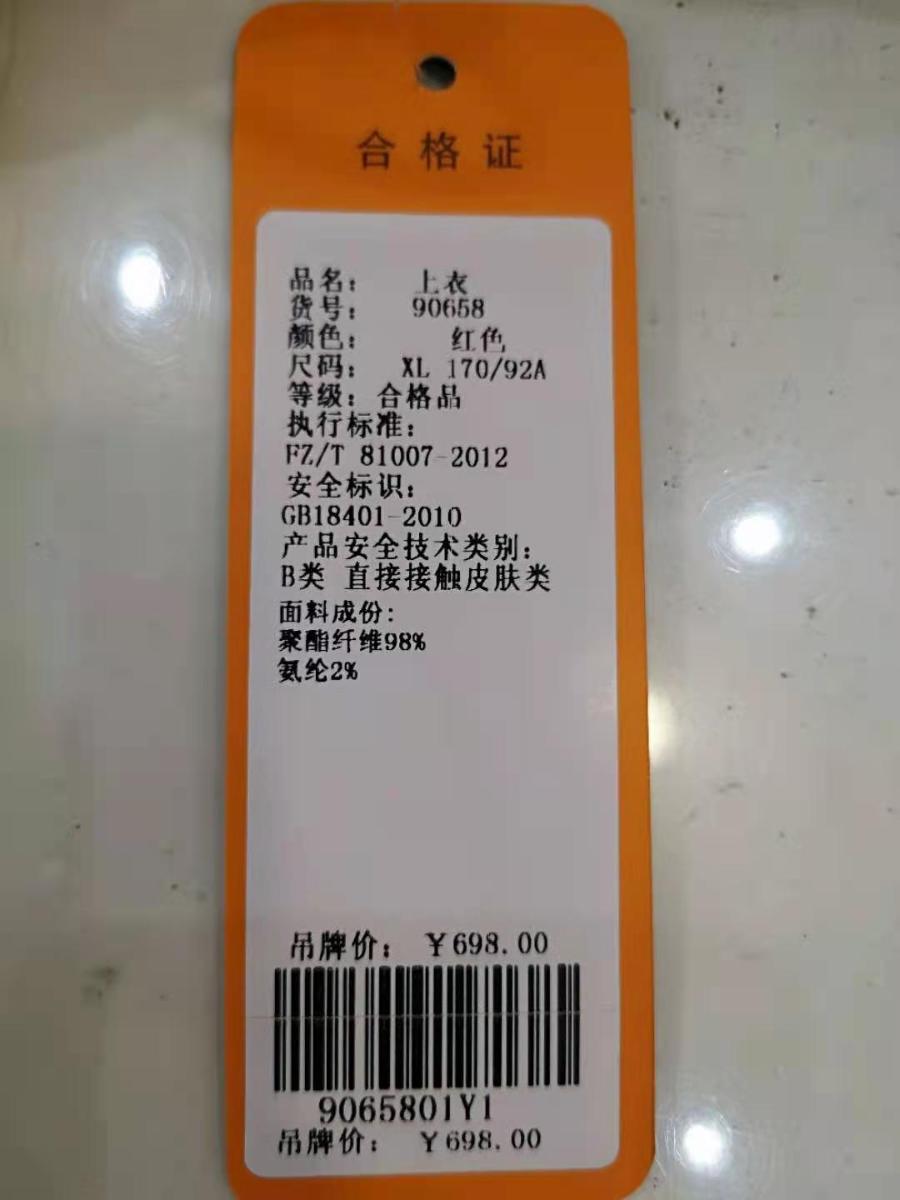 合格证
品名： 上衣
货号： 90658
颜色： 红色
尺码： XL 170/92A
等级：合格品
执行标准：
FZ/T 81007-2012
安全标识：
GB18401-2010
产品安全技术类别：
B类 直接接触皮肤类
面料成份:
聚酯纤维98%
氨纶2%
吊牌价： ￥698.00
9065801Y1
吊牌价： ￥698.00